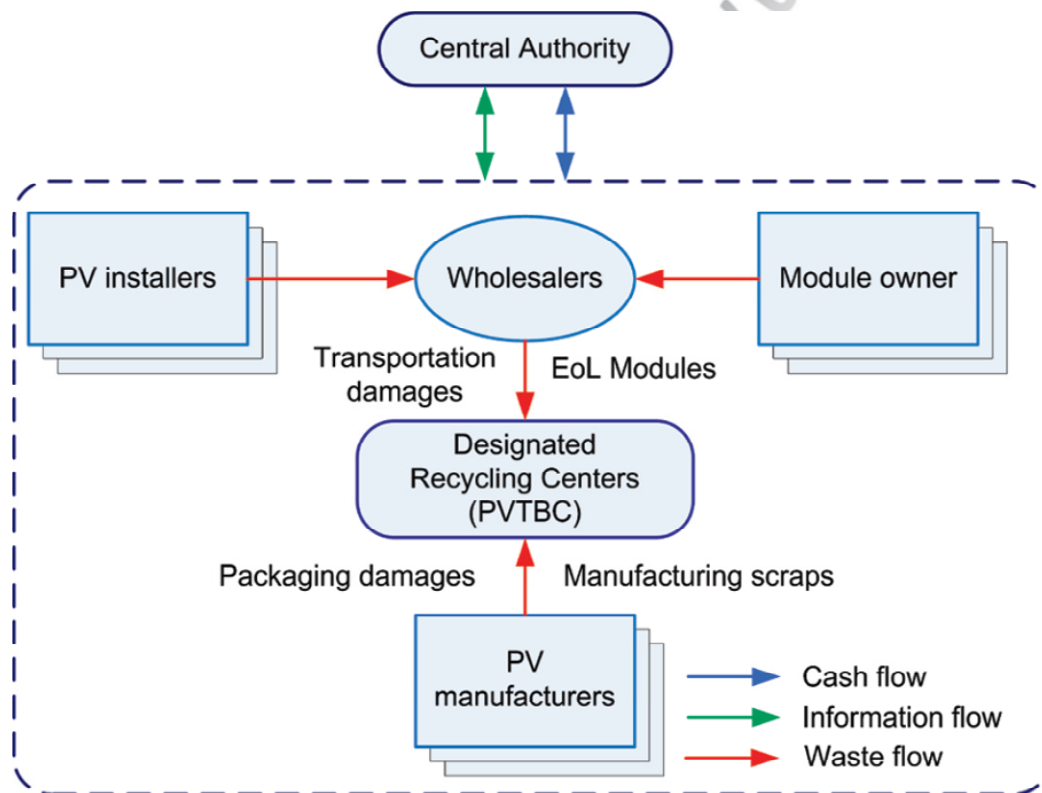 Central Authority
PV installers
Wholesalers
Module owner
Transportation
damages
EoL Modules
Designated
Recycling Centers
(PVTBC)
Packaging damages
Manufacturing scraps
PV
manufacturers
Cash flow
Information flow
Waste flow